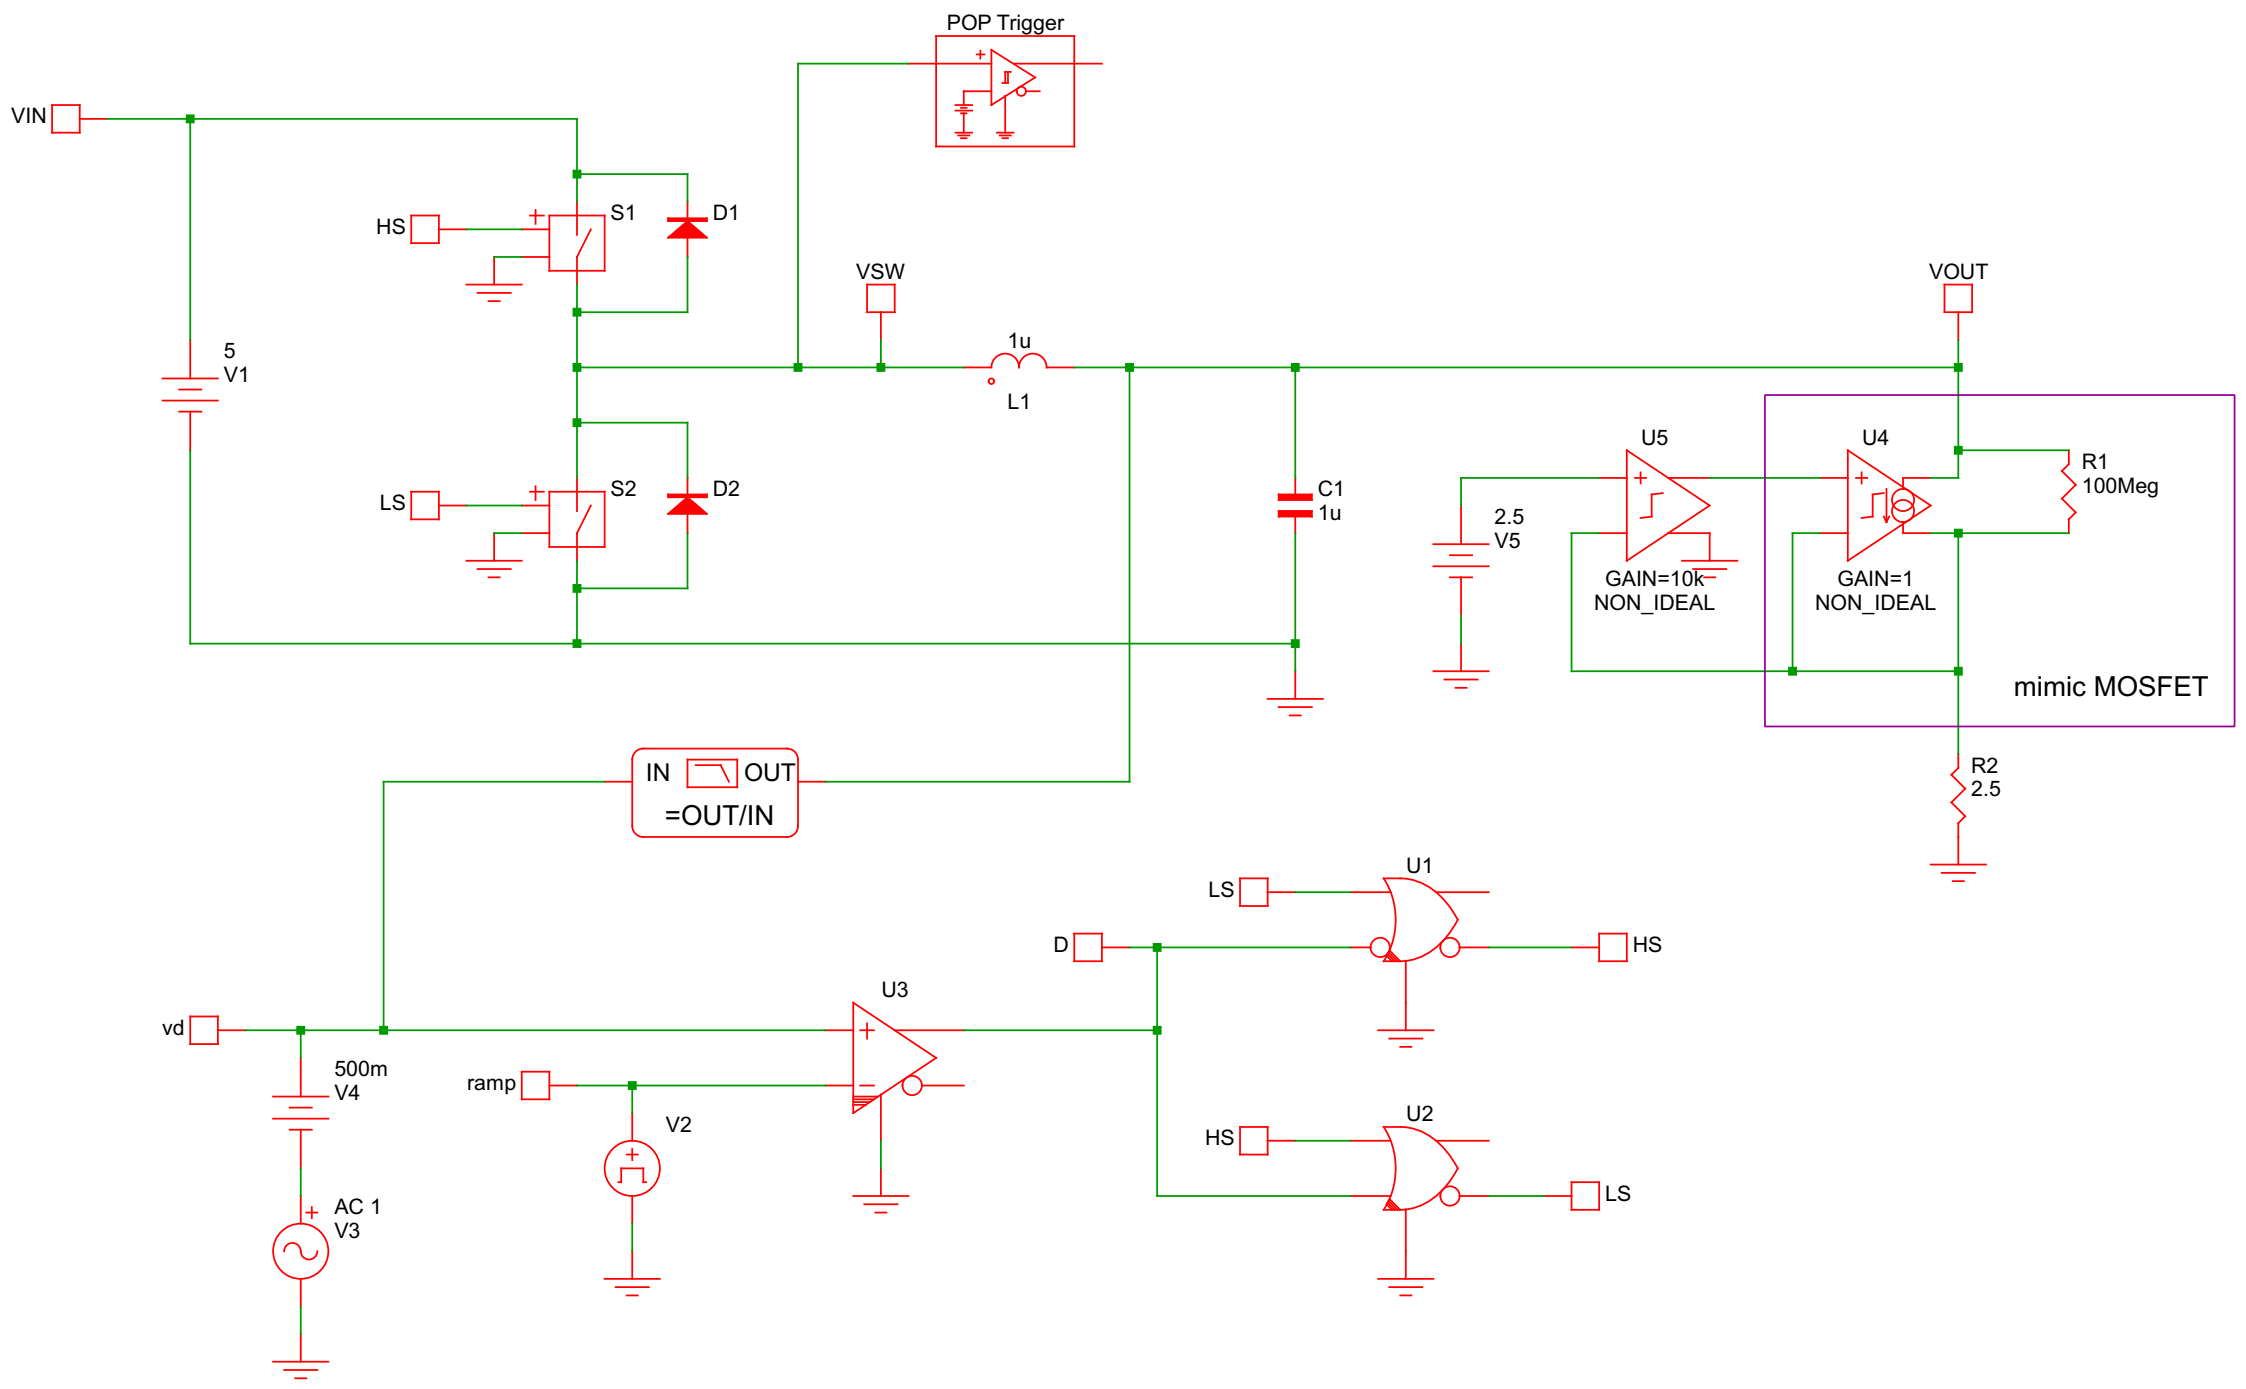 POP Trigger
VIN
HS
S1
D1
VSW
VOUT
5
V1
1u
L1
LS
S2
D2
C1
1u
2.5
V5
U5
GAIN=10k
NON_IDEAL
U4
GAIN=1
NON_IDEAL
R1
100Meg
mimic MOSFET
IN OUT
=OUT/IN
R2
2.5
LS
U1
D
HS
vd
U3
500m
V4
ramp
V2
HS
U2
LS
AC 1
V3